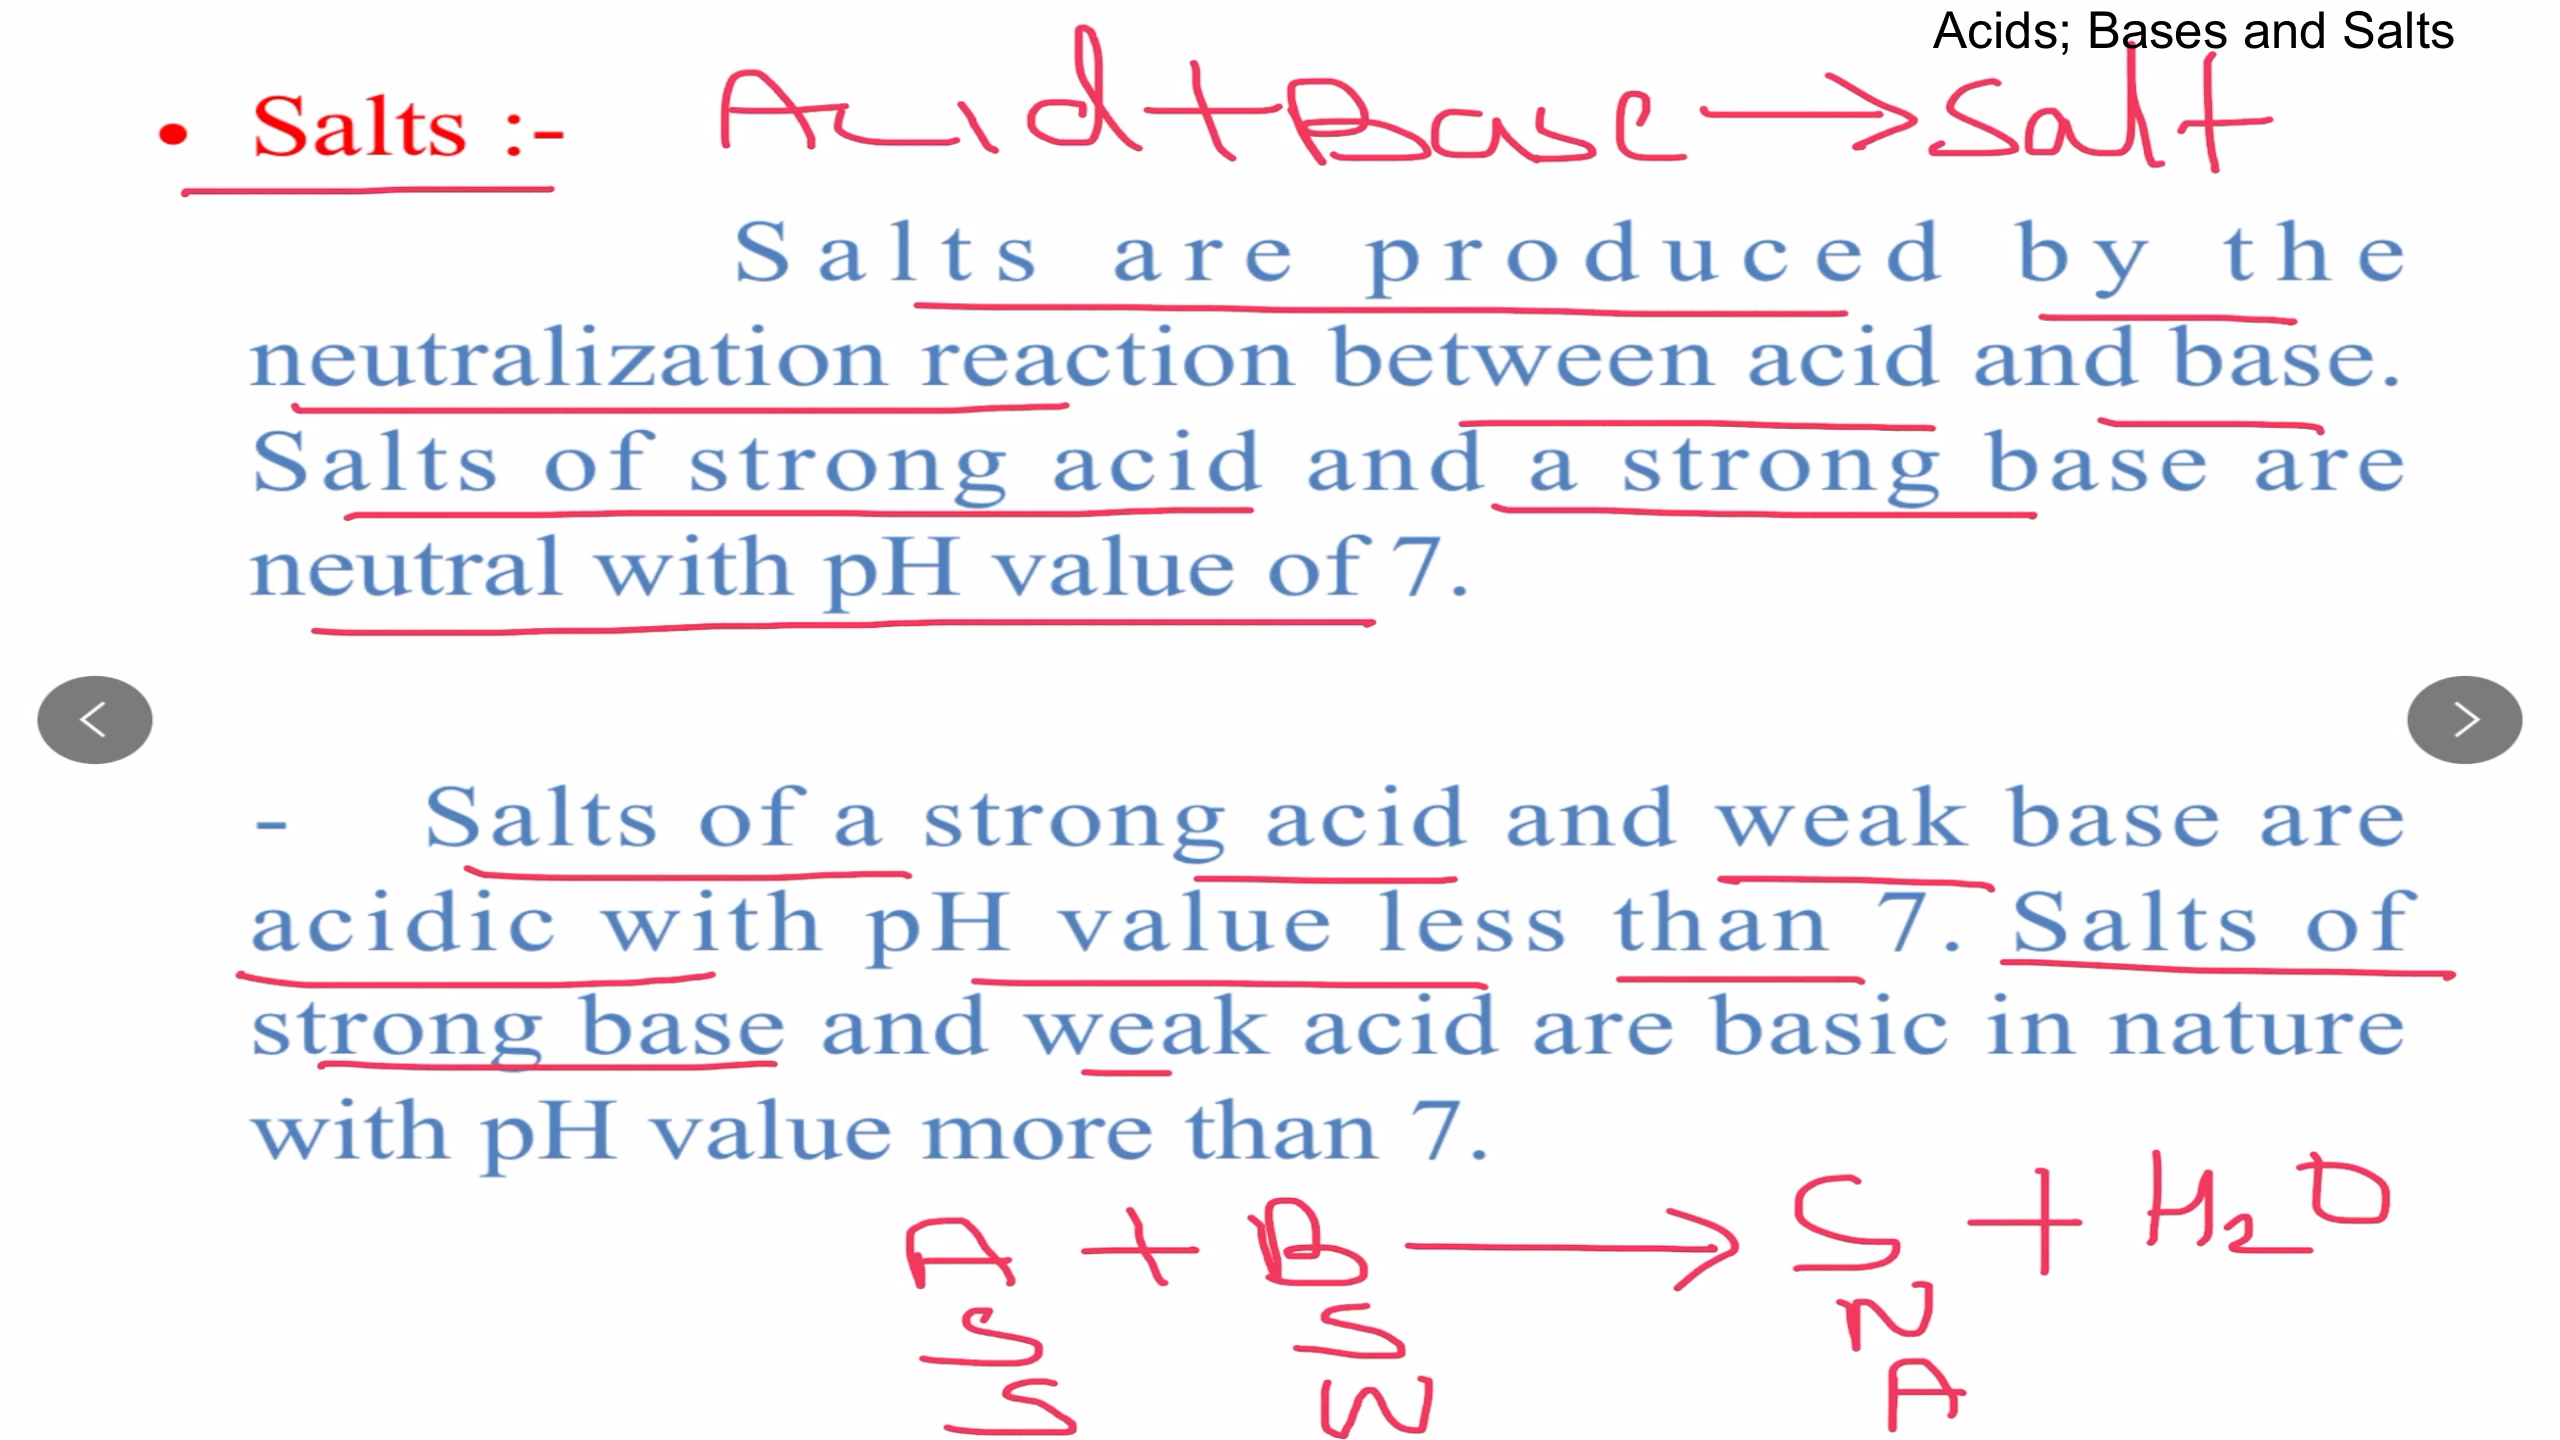 Acids; Bases and Salts
• Salts :- Acid + Base → Salt
Salts are produced by the
neutralization reaction between acid and base.
Salts of strong acid and a strong base are
neutral with pH value of 7.
- Salts of a strong acid and weak base are
acidic with pH value less than 7. Salts of
strong base and weak acid are basic in nature
with pH value more than 7.
A + B → S + H₂O
S S N
S W A